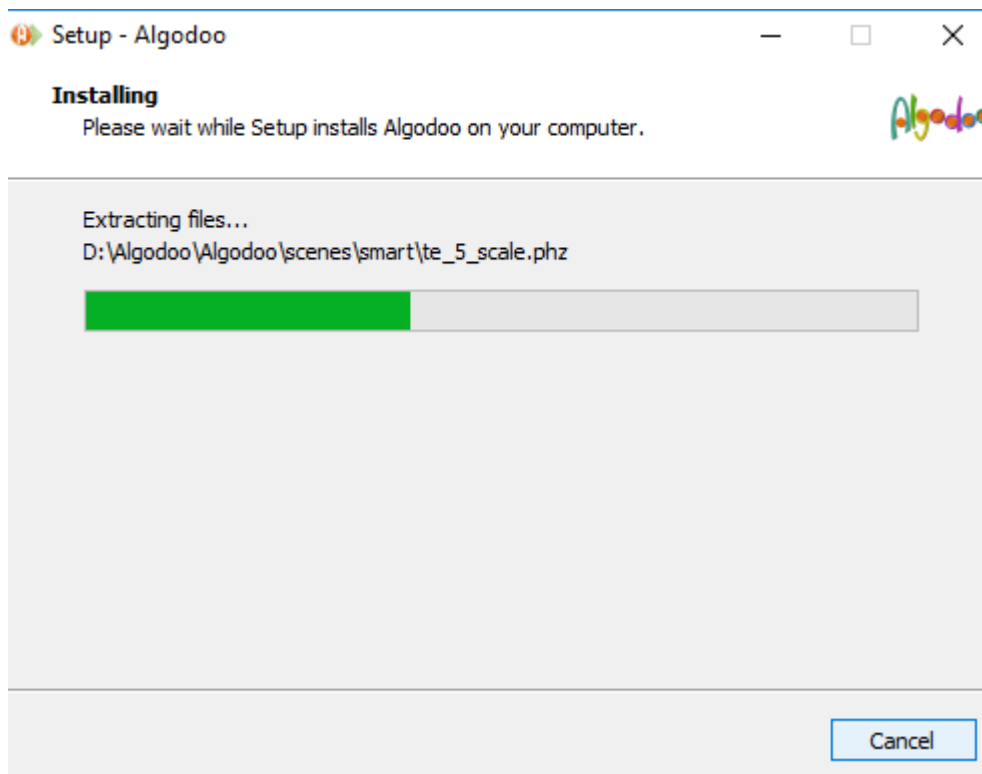 Setup - Algodoo
Installing
Please wait while Setup installs Algodoo on your computer.
Algodoo
Extracting files...
D:\Algodoo\Algodoo\scenes\smart\te_5_scale.phz
Cancel